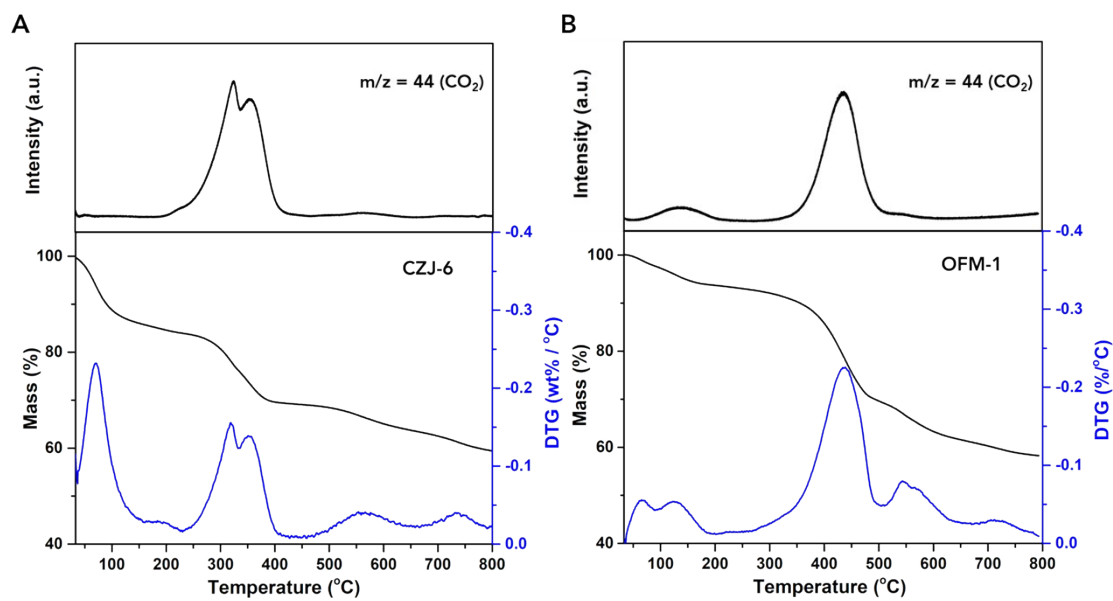 A
Intensity (a.u.)
m/z = 44 (CO₂)
Mass (%)
100
80
60
40
CZJ-6
-0.4
-0.3
-0.2
-0.1
0.0
DTG (wt% / °C)
100 200 300 400 500 600 700 800
Temperature (°C)
B
Intensity (a.u.)
m/z = 44 (CO₂)
Mass (%)
100
80
60
40
OFM-1
-0.4
-0.3
-0.2
-0.1
0.0
DTG (%/°C)
100 200 300 400 500 600 700 800
Temperature (°C)